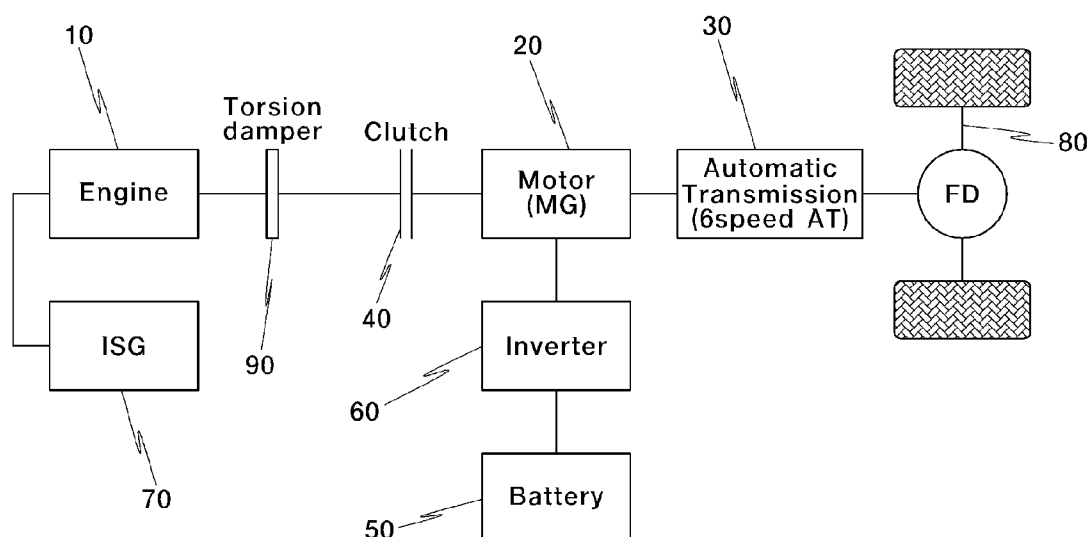 10
20
30
Torsion
damper
Clutch
80
Engine
Motor
(MG)
Automatic
Transmission
(6speed AT)
FD
40
90
ISG
Inverter
60
70
Battery
50